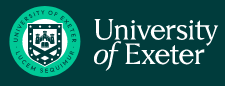 UNIVERSITY OF EXETER
LUCEM SEQUIMUR
University
of Exeter